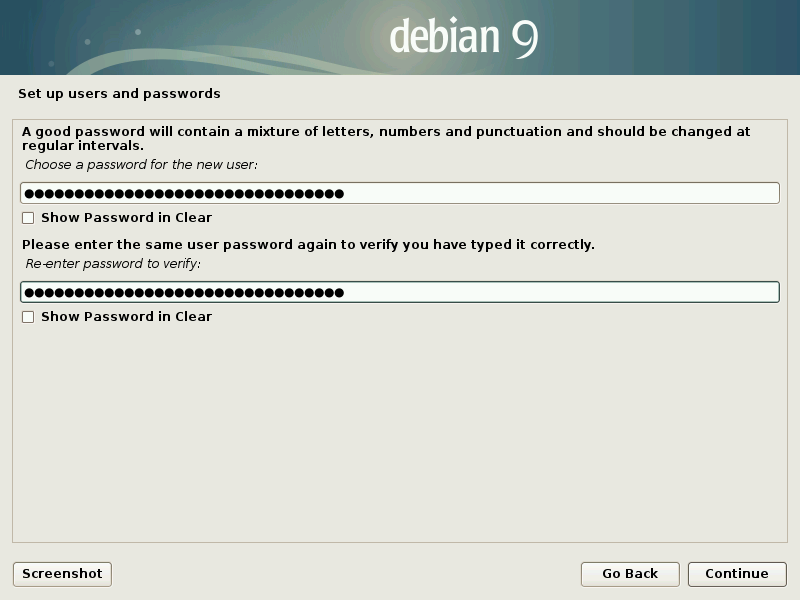 debian 9
Set up users and passwords
A good password will contain a mixture of letters, numbers and punctuation and should be changed at
regular intervals.
Choose a password for the new user:
●●●●●●●●●●●●●●●●●●●●●●●●●●●●●●●●
Show Password in Clear
Please enter the same user password again to verify you have typed it correctly.
Re-enter password to verify:
●●●●●●●●●●●●●●●●●●●●●●●●●●●●●●●●
Show Password in Clear
Screenshot Go Back Continue